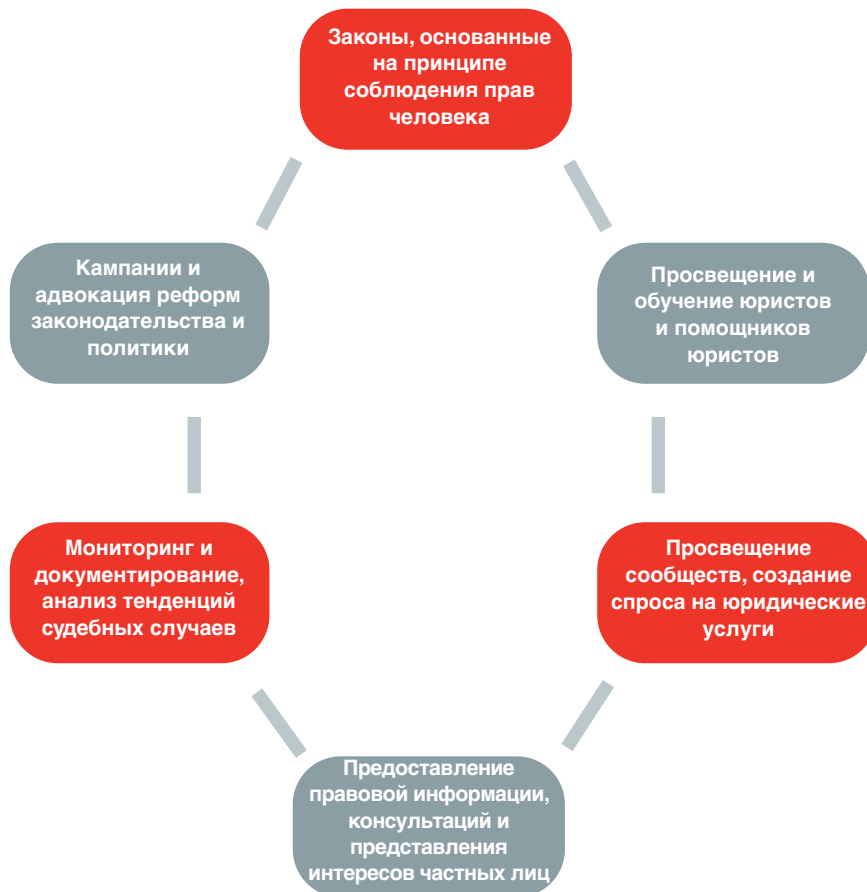 Законы, основанные
на принципе
соблюдения прав
человека
Кампании и
адвокация реформ
законодательства и
политики
Просвещение и
обучение юристов
и помощников
юристов
Мониторинг и
документирование,
анализ тенденций
судебных случаев
Просвещение
сообществ, создание
спроса на юридические
услуги
Предоставление
правовой информации,
консультаций и
представления
интересов частных лиц